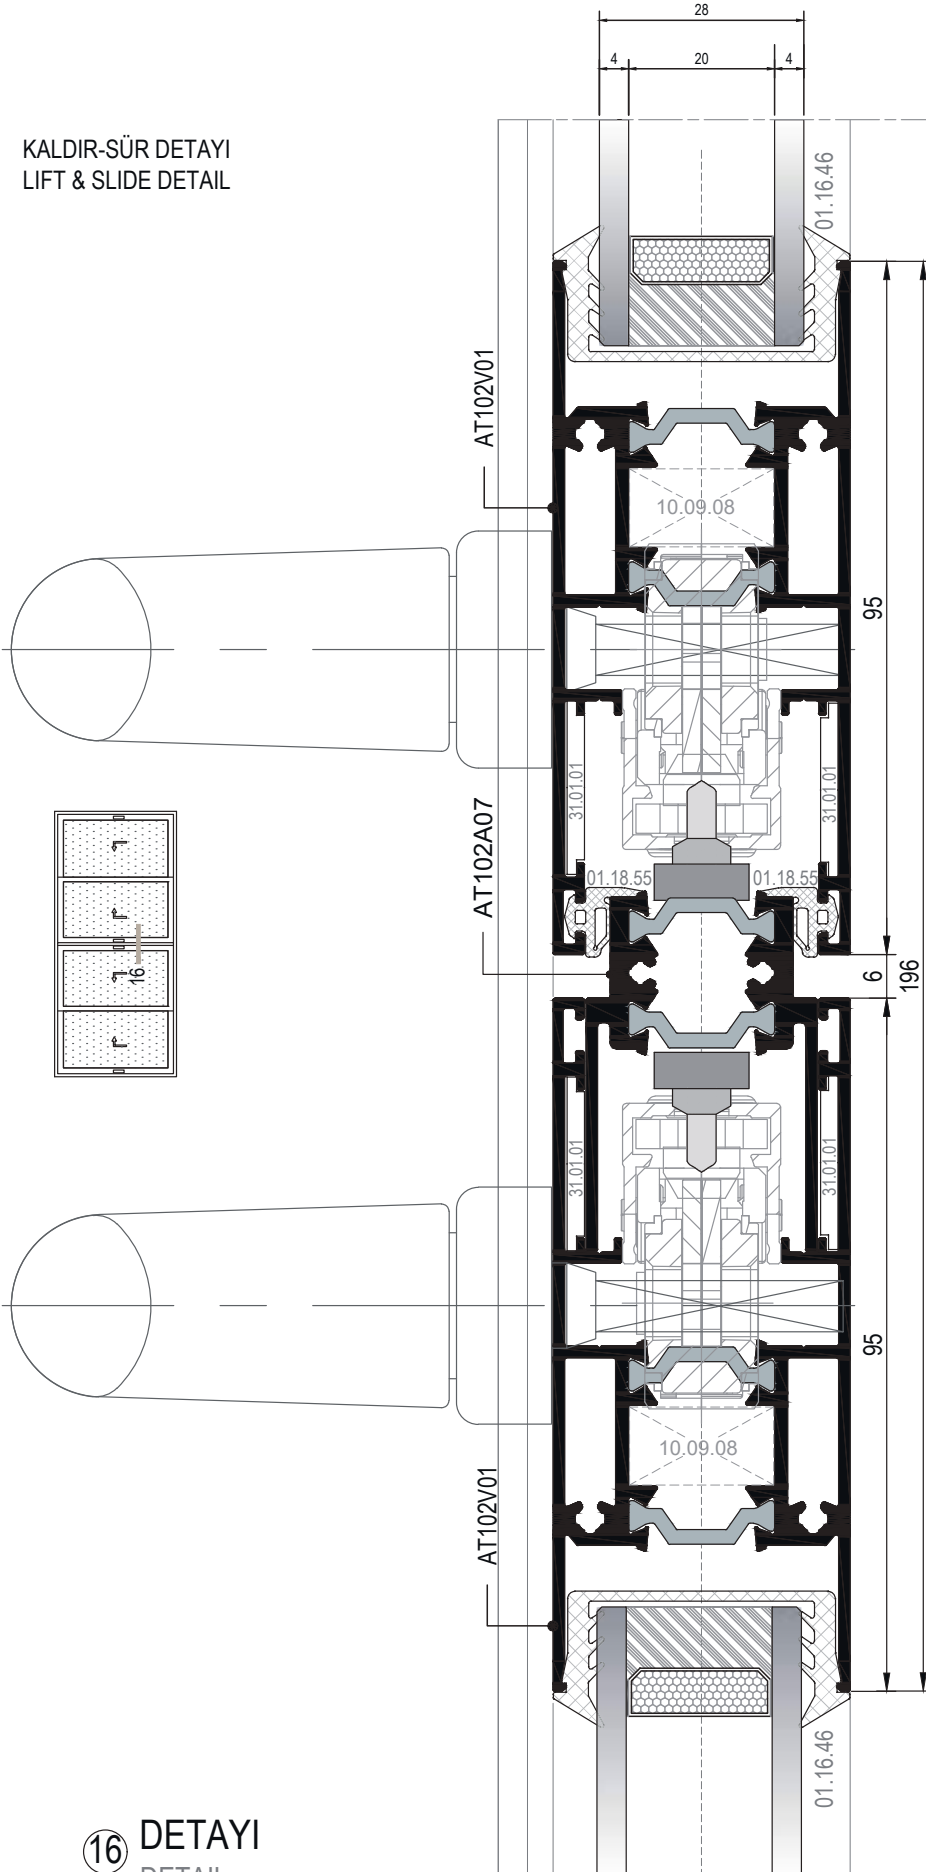 28
4
20
4
KALDIR-SÜR DETAYI
LIFT & SLIDE DETAIL
01.16.46
AT102V01
10.09.08
95
31.01.01
31.01.01
AT102A07
01.18.55
01.18.55
16
6
196
31.01.01
31.01.01
95
10.09.08
AT102V01
01.16.46
16
DETAYI
DETAIL